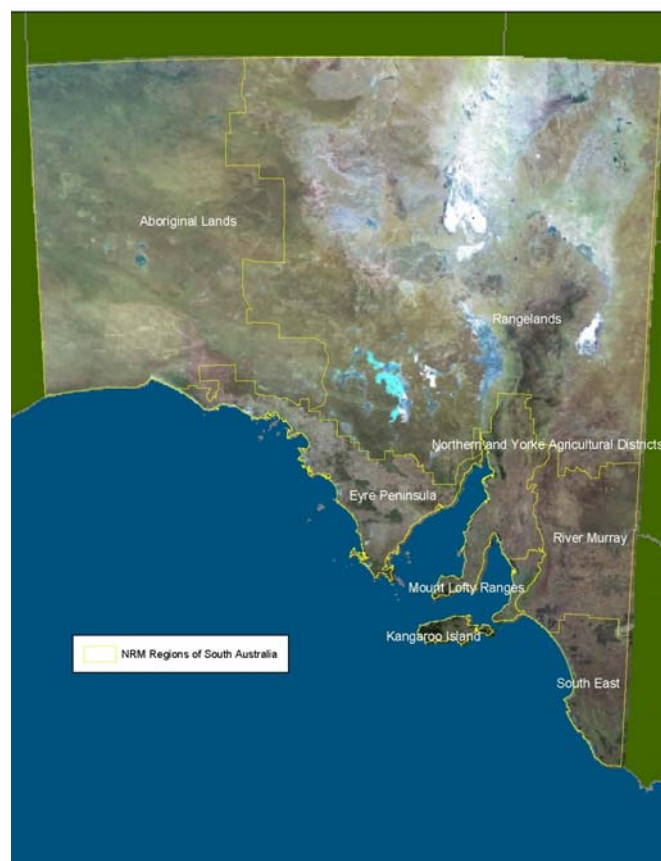 Aboriginal Lands
Rangelands
Northern and Yorke Agricultural Districts
Eyre Peninsula
River Murray
Mount Lofty Ranges
Kangaroo Island
NRM Regions of South Australia
South East